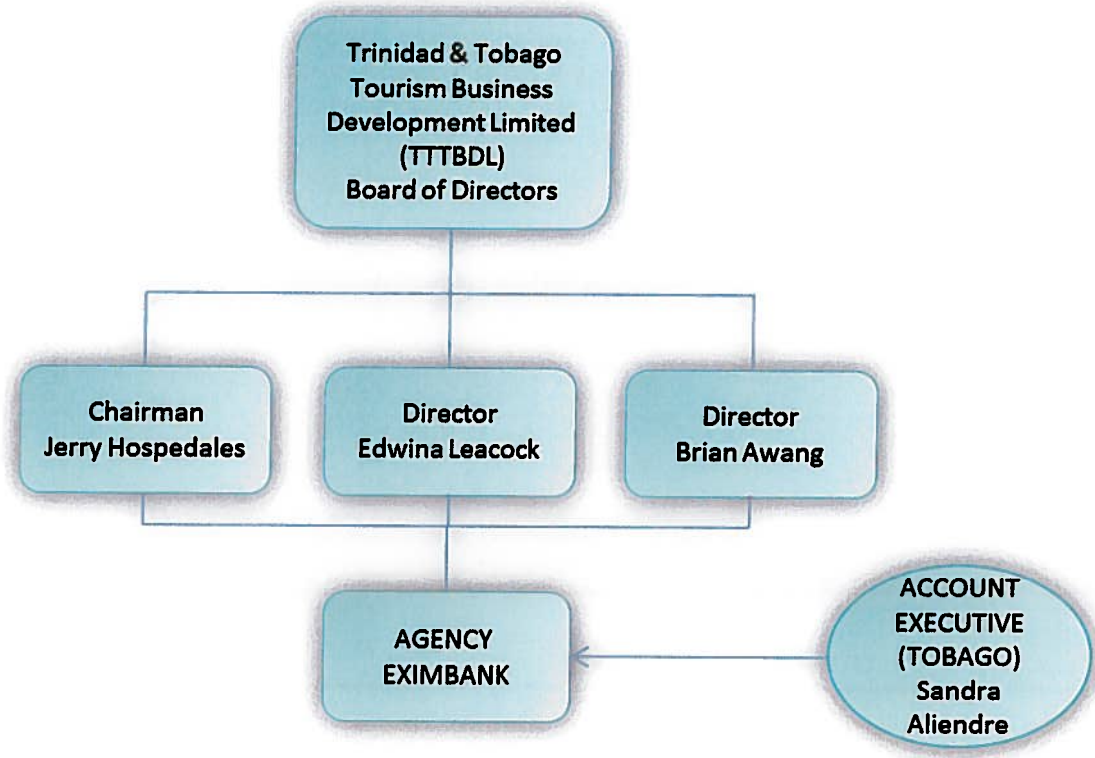 Trinidad & Tobago
Tourism Business
Development Limited
(TTTBDL)
Board of Directors
Chairman
Jerry Hospedales
Director
Edwina Leacock
Director
Brian Awang
AGENCY
EXIMBANK
ACCOUNT
EXECUTIVE
(TOBAGO)
Sandra
Aliendre